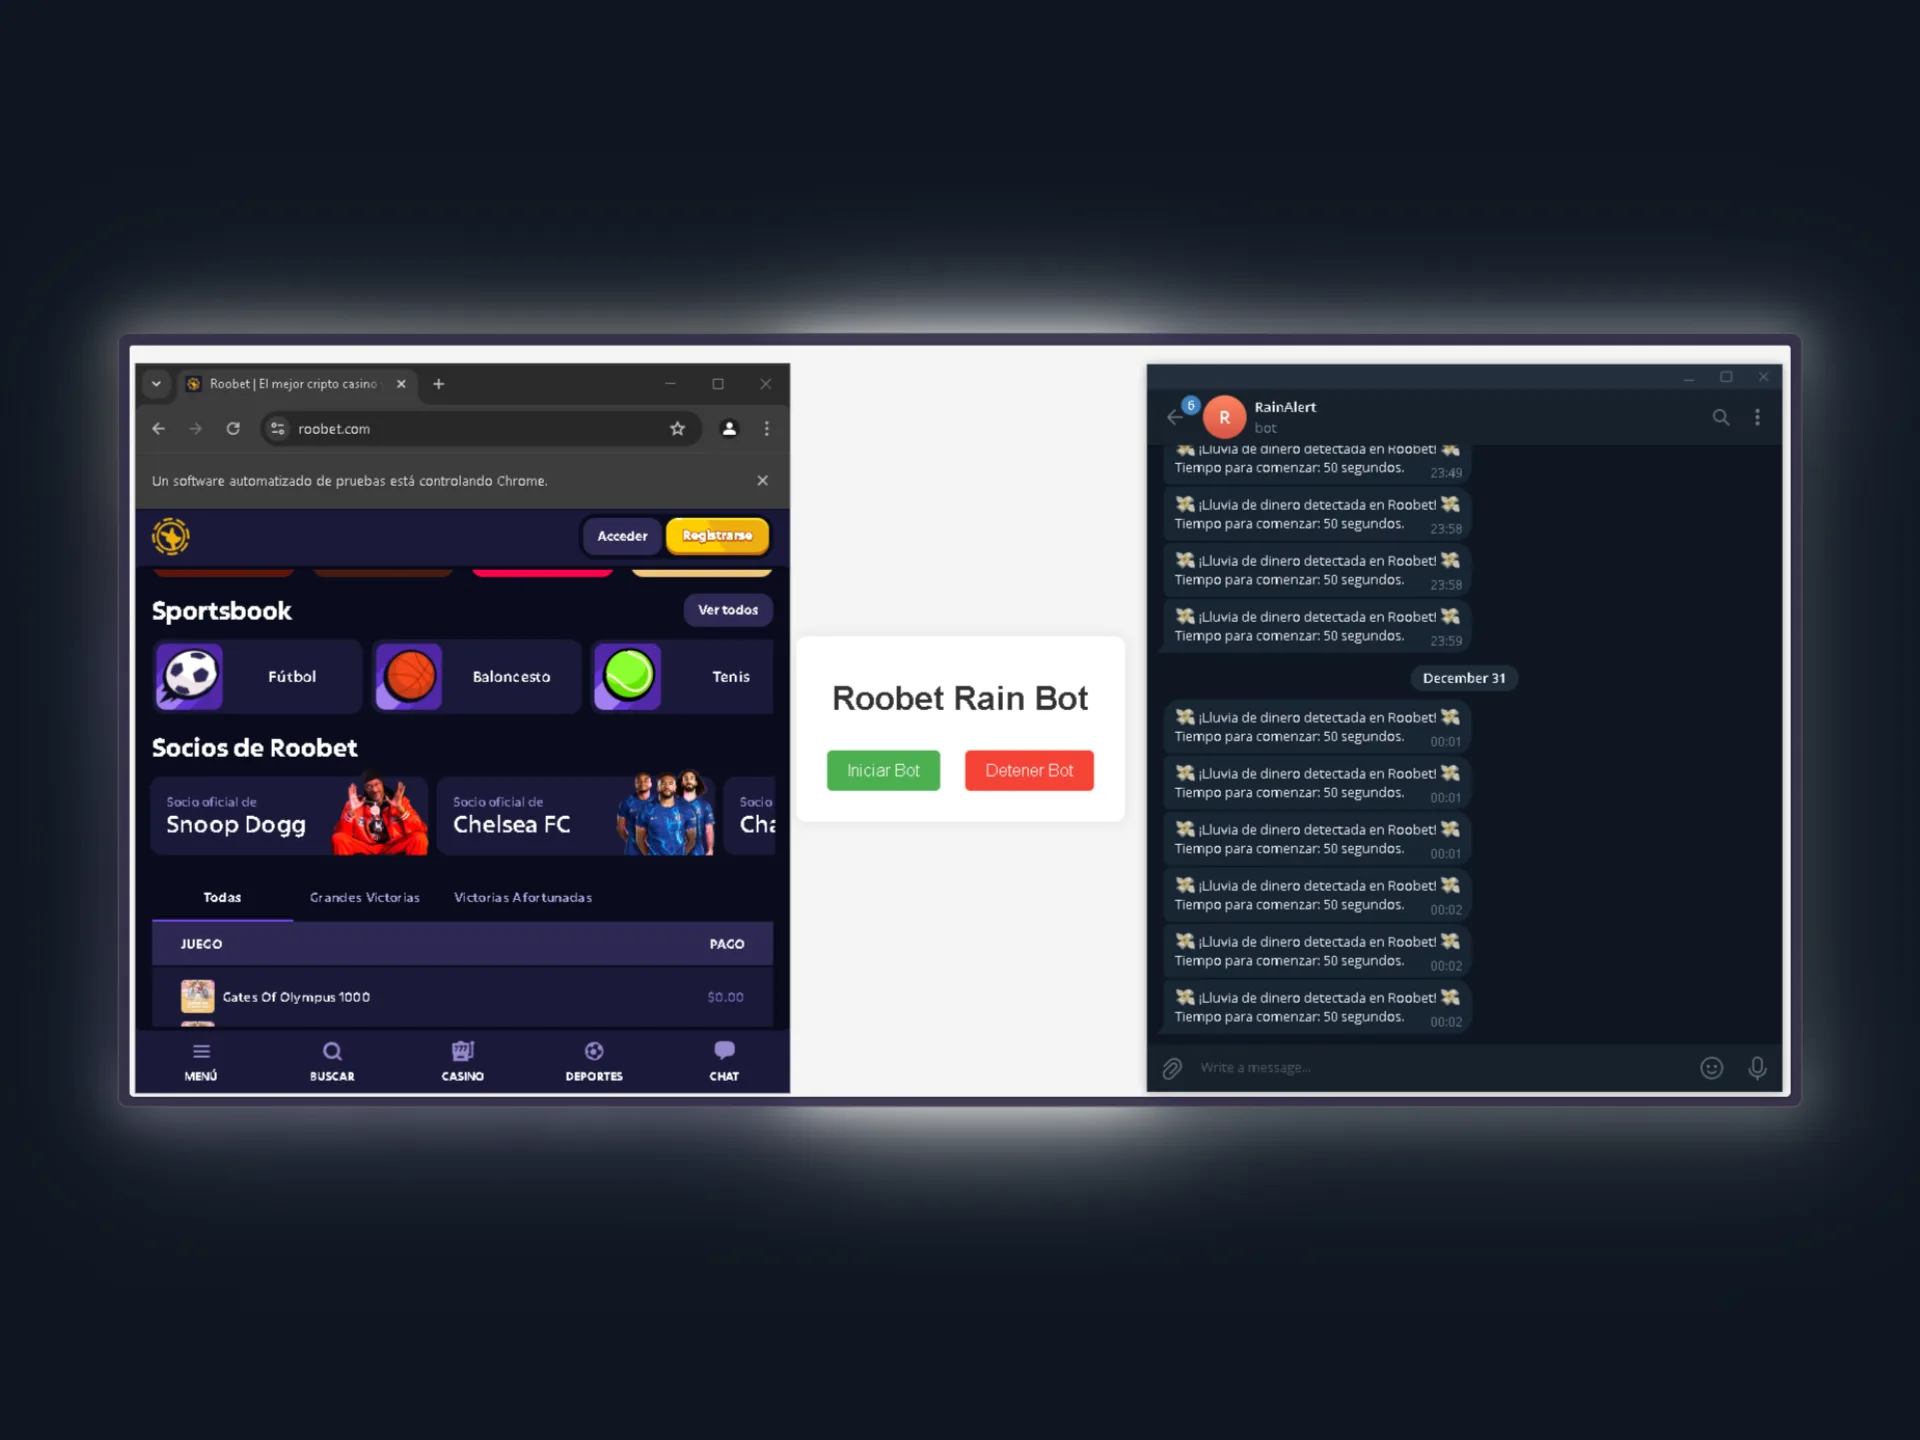 Roobet | El mejor cripto casino
roobet.com
Un software automatizado de pruebas está controlando Chrome.
Acceder
Registrarse
Sportsbook
Ver todos
Fútbol
Baloncesto
Tenis
Socios de Roobet
Socio oficial de
Snoop Dogg
Socio oficial de
Chelsea FC
Socio
Cha
Todas
Grandes Victorias
Victorias Afortunadas
JUEGO
PAGO
Gates Of Olympus 1000
$0.00
MENÚ
BUSCAR
CASINO
DEPORTES
CHAT
Roobet Rain Bot
Iniciar Bot
Detener Bot
6
R
RainAlert
bot
¡Lluvia de dinero detectada en Roobet!
Tiempo para comenzar: 50 segundos.
23:49
¡Lluvia de dinero detectada en Roobet!
Tiempo para comenzar: 50 segundos.
23:58
¡Lluvia de dinero detectada en Roobet!
Tiempo para comenzar: 50 segundos.
23:58
¡Lluvia de dinero detectada en Roobet!
Tiempo para comenzar: 50 segundos.
23:59
December 31
¡Lluvia de dinero detectada en Roobet!
Tiempo para comenzar: 50 segundos.
00:01
¡Lluvia de dinero detectada en Roobet!
Tiempo para comenzar: 50 segundos.
00:01
¡Lluvia de dinero detectada en Roobet!
Tiempo para comenzar: 50 segundos.
00:01
¡Lluvia de dinero detectada en Roobet!
Tiempo para comenzar: 50 segundos.
00:02
¡Lluvia de dinero detectada en Roobet!
Tiempo para comenzar: 50 segundos.
00:02
¡Lluvia de dinero detectada en Roobet!
Tiempo para comenzar: 50 segundos.
00:02
Write a message...